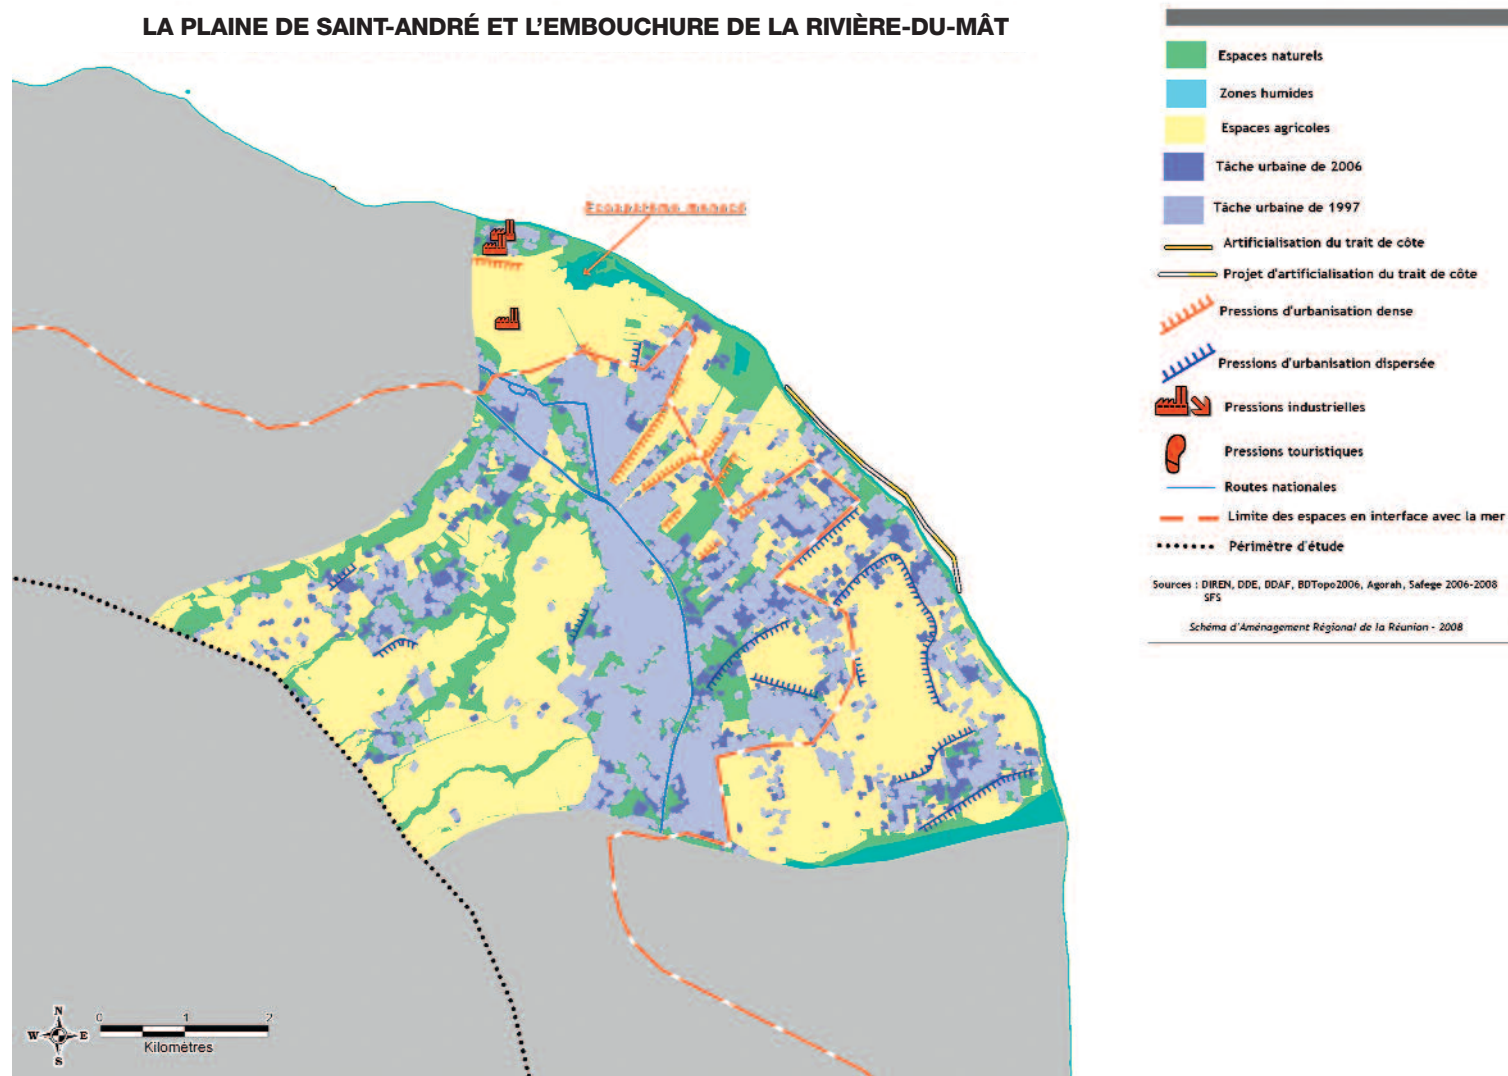 LA PLAINE DE SAINT-ANDRÉ ET L'EMBOUCHURE DE LA RIVIÈRE-DU-MÂT
Ecosystème menacé
N
W E
S
0 1 2
Kilomètres
Espaces naturels
Zones humides
Espaces agricoles
Tâche urbaine de 2006
Tâche urbaine de 1997
Artificialisation du trait de côte
Projet d'artificialisation du trait de côte
Pressions d'urbanisation dense
Pressions d'urbanisation dispersée
Pressions industrielles
Pressions touristiques
Routes nationales
Limite des espaces en interface avec la mer
Périmètre d'étude
Sources : DIREN, DDE, DDAF, BDTopo2006, Agorah, Safege 2006-2008
SFS
Schéma d'Aménagement Régional de la Réunion - 2008